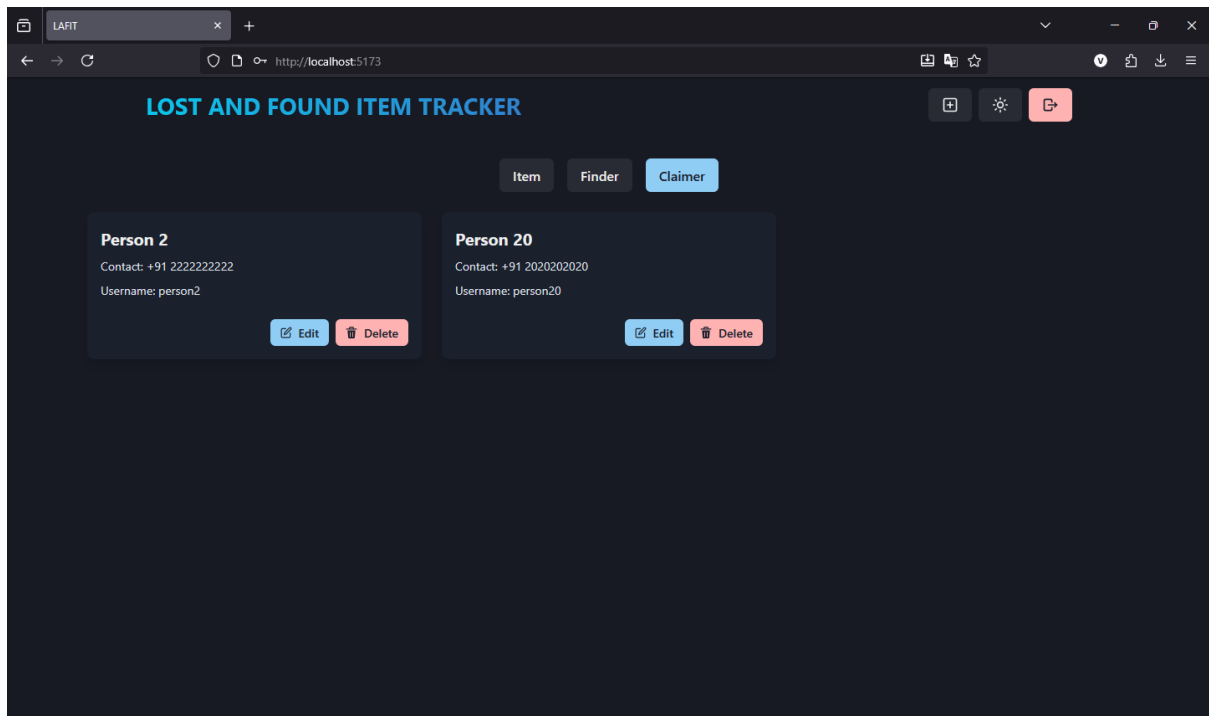 LAFIT
http://localhost:5173
V
LOST AND FOUND ITEM TRACKER
Item Finder Claimer
Person 2
Contact: +91 2222222222
Username: person2
Edit Delete
Person 20
Contact: +91 2020202020
Username: person20
Edit Delete